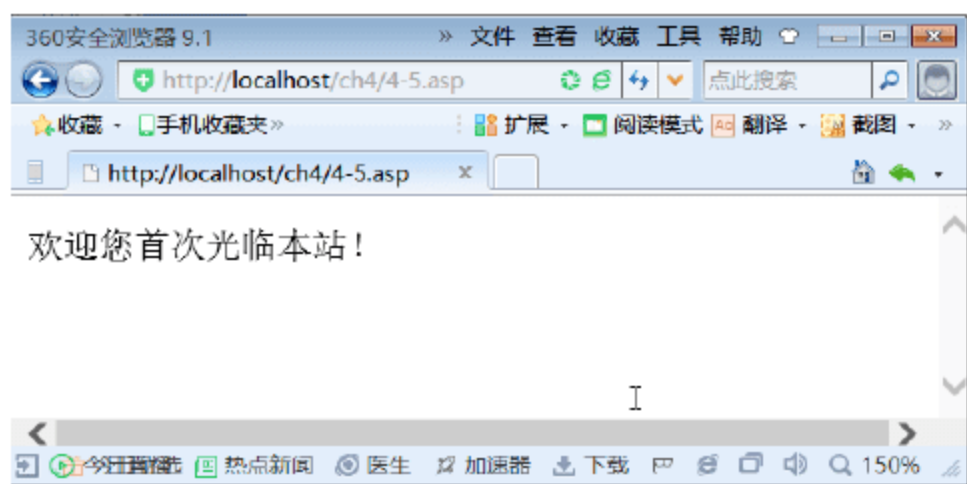 360安全浏览器 9.1 » 文件 查看 收藏 工具 帮助
http://localhost/ch4/4-5.asp 点此搜索
收藏 手机收藏夹» 扩展 阅读模式 翻译 截图 »
http://localhost/ch4/4-5.asp ×
欢迎您首次光临本站！
热点新闻 医生 加速器 下载 150%